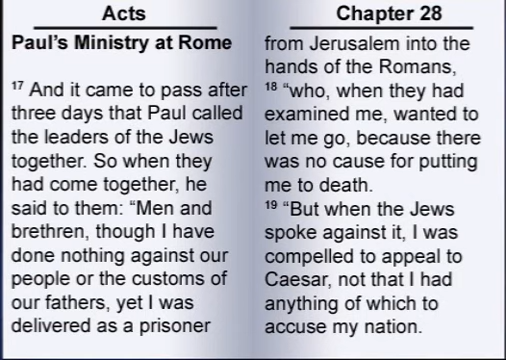 Acts
Paul's Ministry at Rome
¹⁷ And it came to pass after
three days that Paul called
the leaders of the Jews
together. So when they
had come together, he
said to them: “Men and
brethren, though I have
done nothing against our
people or the customs of
our fathers, yet I was
delivered as a prisoner
Chapter 28
from Jerusalem into the
hands of the Romans,
¹⁸ “who, when they had
examined me, wanted to
let me go, because there
was no cause for putting
me to death.
¹⁹ “But when the Jews
spoke against it, I was
compelled to appeal to
Caesar, not that I had
anything of which to
accuse my nation.